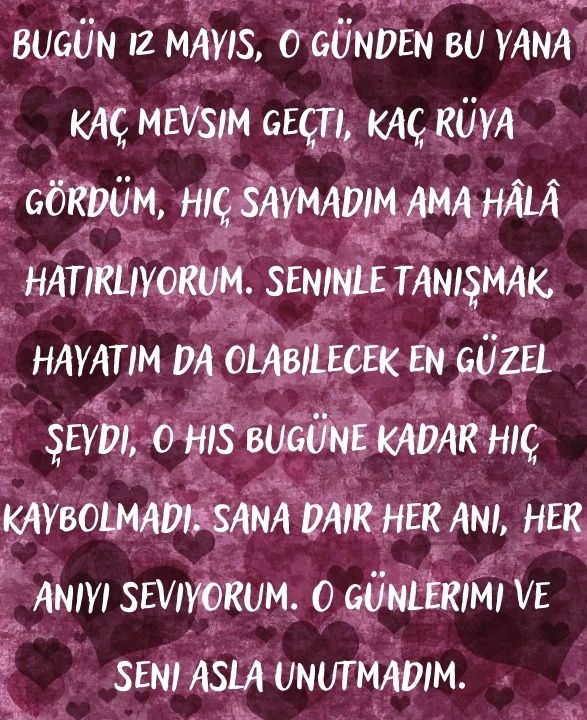 BUGÜN 12 MAYIS, O GÜNDEN BU YANA
KAÇ MEVSIM GEÇTI, KAÇ RÜYA
GÖRDÜM, HIÇ SAYMADIM AMA HÂLÂ
HATIRLIYORUM. SENINLE TANIŞMAK,
HAYATIM DA OLABILECEK EN GÜZEL
ŞEYDI, O HIS BUGÜNE KADAR HIÇ
KAYBOLMADI. SANA DAIR HER ANI, HER
ANIYI SEVIYORUM. O GÜNLERIMI VE
SENI ASLA UNUTMADIM.